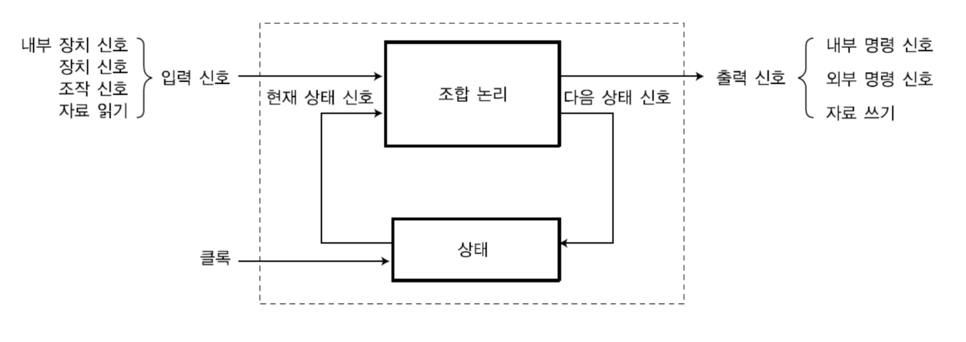 내부 장치 신호
장치 신호
조작 신호
자료 읽기
입력 신호
현재 상태 신호
조합 논리
다음 상태 신호
출력 신호
내부 명령 신호
외부 명령 신호
자료 쓰기
클록
상태